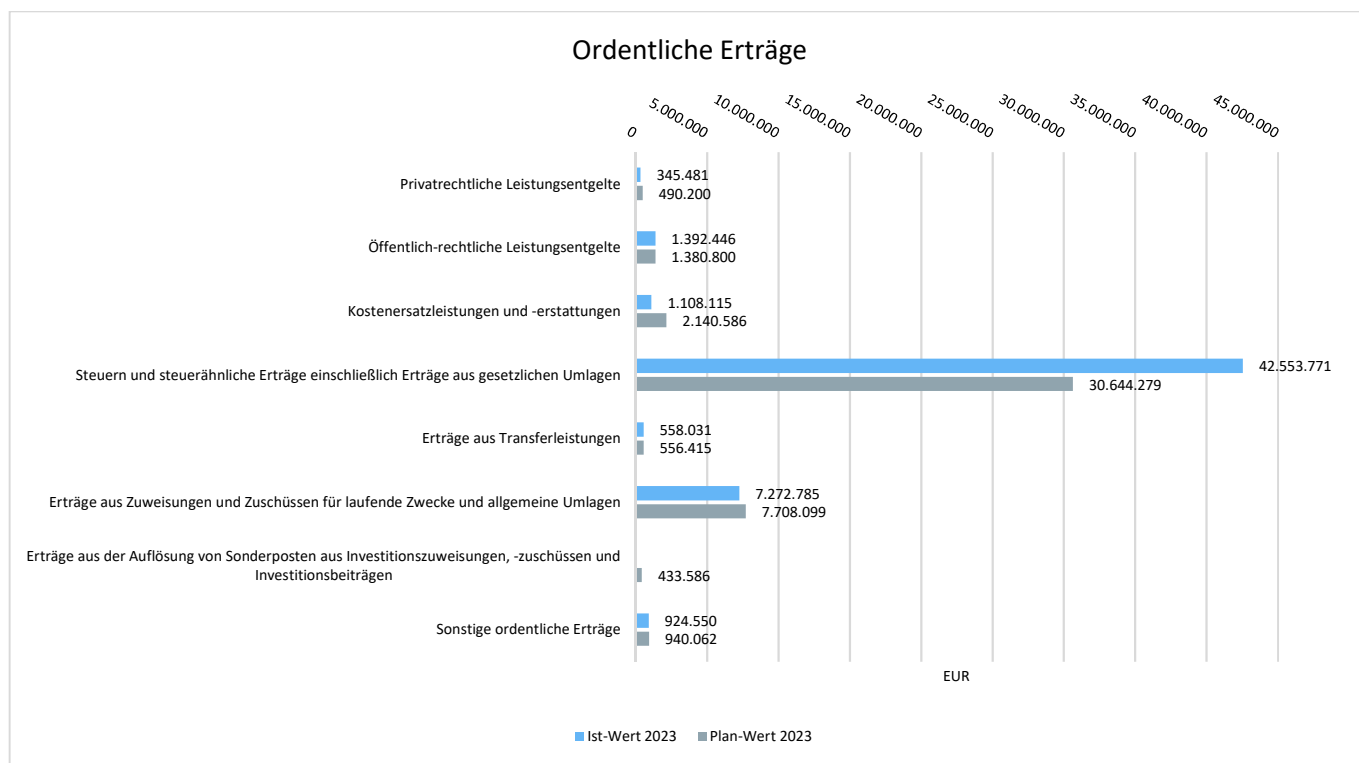 Ordentliche Erträge
0
5.000.000
10.000.000
15.000.000
20.000.000
25.000.000
30.000.000
35.000.000
40.000.000
45.000.000
Privatrechtliche Leistungsentgelte
345.481
490.200
Öffentlich-rechtliche Leistungsentgelte
1.392.446
1.380.800
Kostenersatzleistungen und -erstattungen
1.108.115
2.140.586
Steuern und steuerähnliche Erträge einschließlich Erträge aus gesetzlichen Umlagen
42.553.771
30.644.279
Erträge aus Transferleistungen
558.031
556.415
Erträge aus Zuweisungen und Zuschüssen für laufende Zwecke und allgemeine Umlagen
7.272.785
7.708.099
Erträge aus der Auflösung von Sonderposten aus Investitionszuweisungen, -zuschüssen und
Investitionsbeiträgen
433.586
Sonstige ordentliche Erträge
924.550
940.062
EUR
Ist-Wert 2023
Plan-Wert 2023